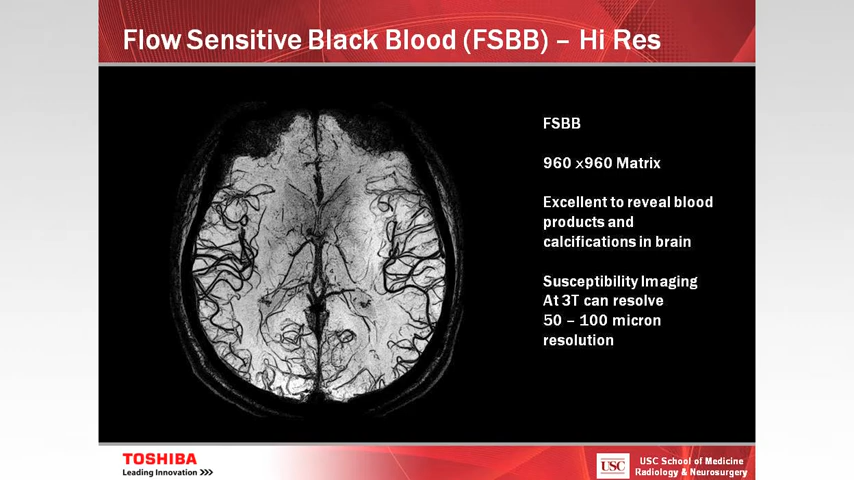 Flow Sensitive Black Blood (FSBB) – Hi Res
FSBB
960 x960 Matrix
Excellent to reveal blood
products and
calcifications in brain
Susceptibility Imaging
At 3T can resolve
50 – 100 micron
resolution
TOSHIBA
Leading Innovation >>>
USC
USC School of Medicine
Radiology & Neurosurgery